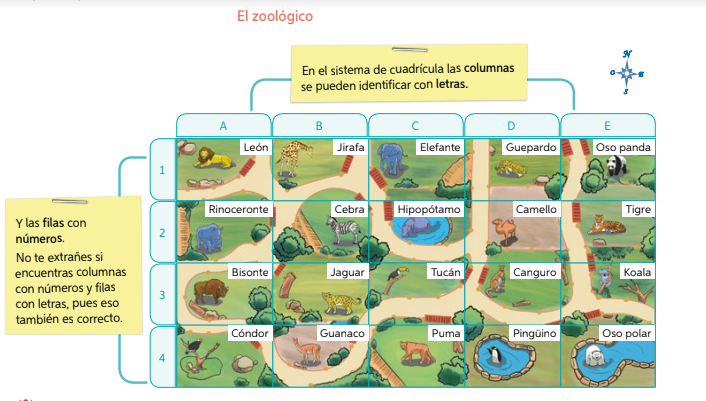 El zoológico
En el sistema de cuadrícula las columnas
se pueden identificar con letras.
N
O E
S
A B C D E
1 León Jirafa Elefante Guepardo Oso panda
2 Rinoceronte Cebra Hipopótamo Camello Tigre
3 Bisonte Jaguar Tucán Canguro Koala
4 Cóndor Guanaco Puma Pingüino Oso polar
Y las filas con
números.
No te extrañes si
encuentras columnas
con números y filas
con letras, pues eso
también es correcto.